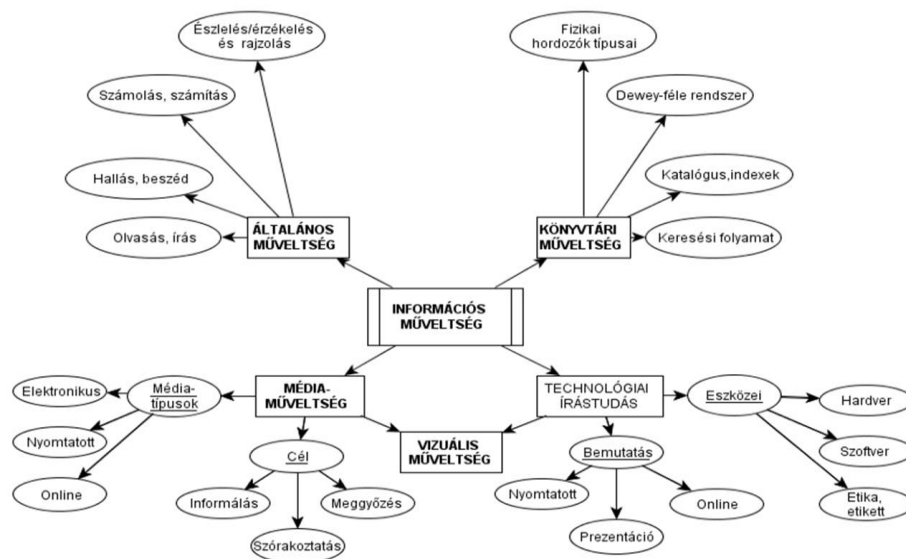 Észlelés/érzékelés
és rajzolás
Fizikai
hordozók típusai
Számolás, számítás
Dewey-féle rendszer
Hallás, beszéd
Katalógus,indexek
Olvasás, írás
ÁLTALÁNOS
MŰVELTSÉG
KÖNYVTÁRI
MŰVELTSÉG
Keresési folyamat
INFORMÁCIÓS
MŰVELTSÉG
Elektronikus
Média-
típusok
MÉDIA-
MŰVELTSÉG
TECHNOLÓGIAI
ÍRÁSTUDÁS
Eszközei
Hardver
Nyomtatott
Cél
VIZUÁLIS
MŰVELTSÉG
Bemutatás
Szoftver
Online
Informálás
Meggyőzés
Nyomtatott
Online
Etika,
etikett
Szórakoztatás
Prezentáció